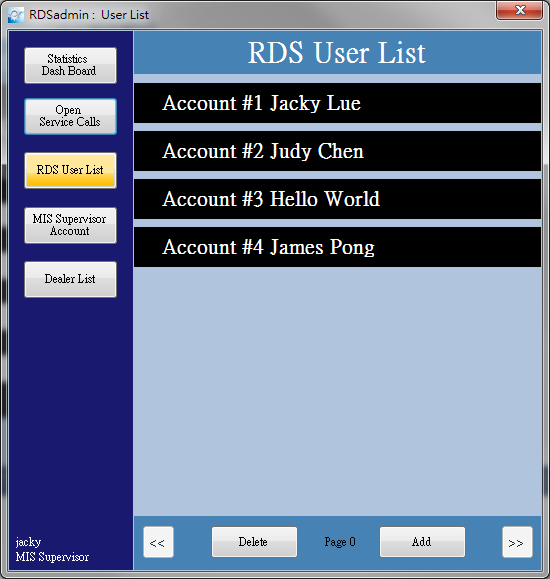 RDSadmin : User List
RDS User List
Statistics
Dash Board
Open
Service Calls
RDS User List
MIS Supervisor
Account
Dealer List
Account #1 Jacky Lue
Account #2 Judy Chen
Account #3 Hello World
Account #4 James Pong
jacky
MIS Supervisor
<< Delete Page 0 Add >>